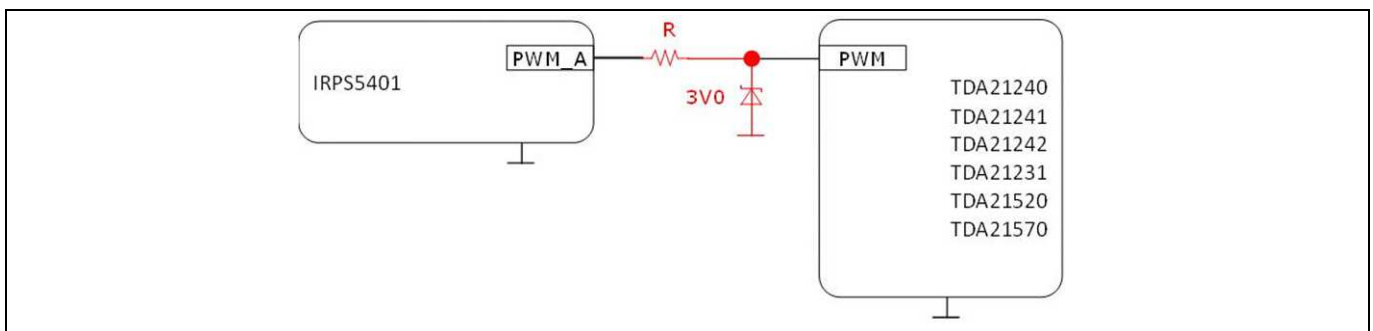 R
PWM_A
PWM
IRPS5401
3V0
TDA21240
TDA21241
TDA21242
TDA21231
TDA21520
TDA21570